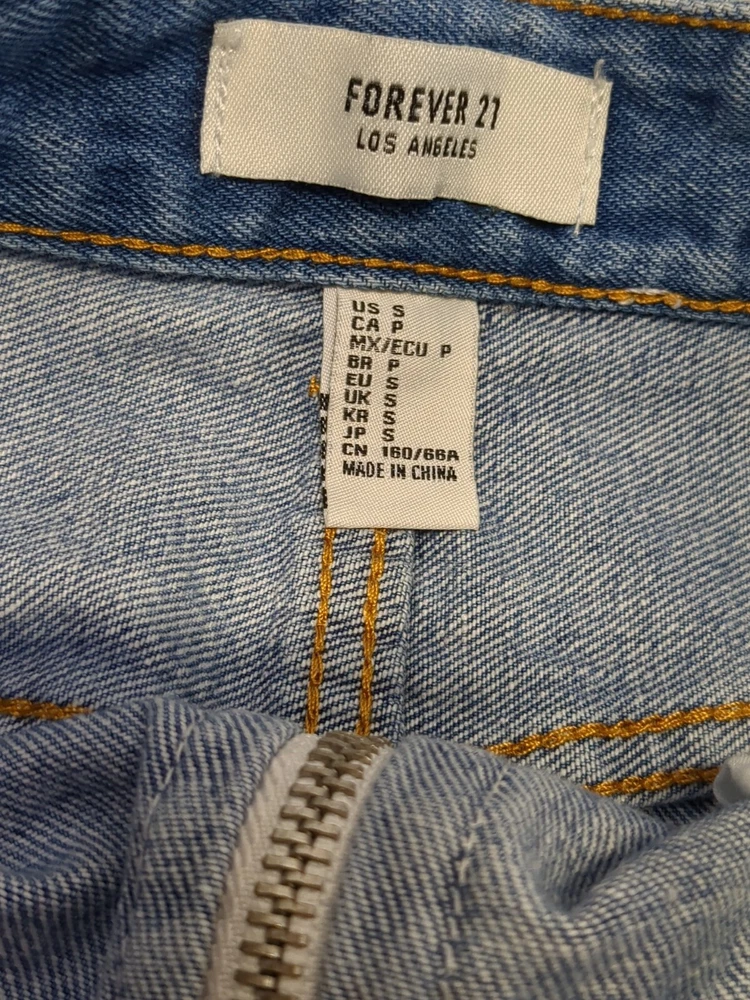 FOREVER 21
LOS ANGELES
US S
CA P
MX/ECU P
BR P
EU S
UK S
KR S
JP S
CN 160/66A
MADE IN CHINA